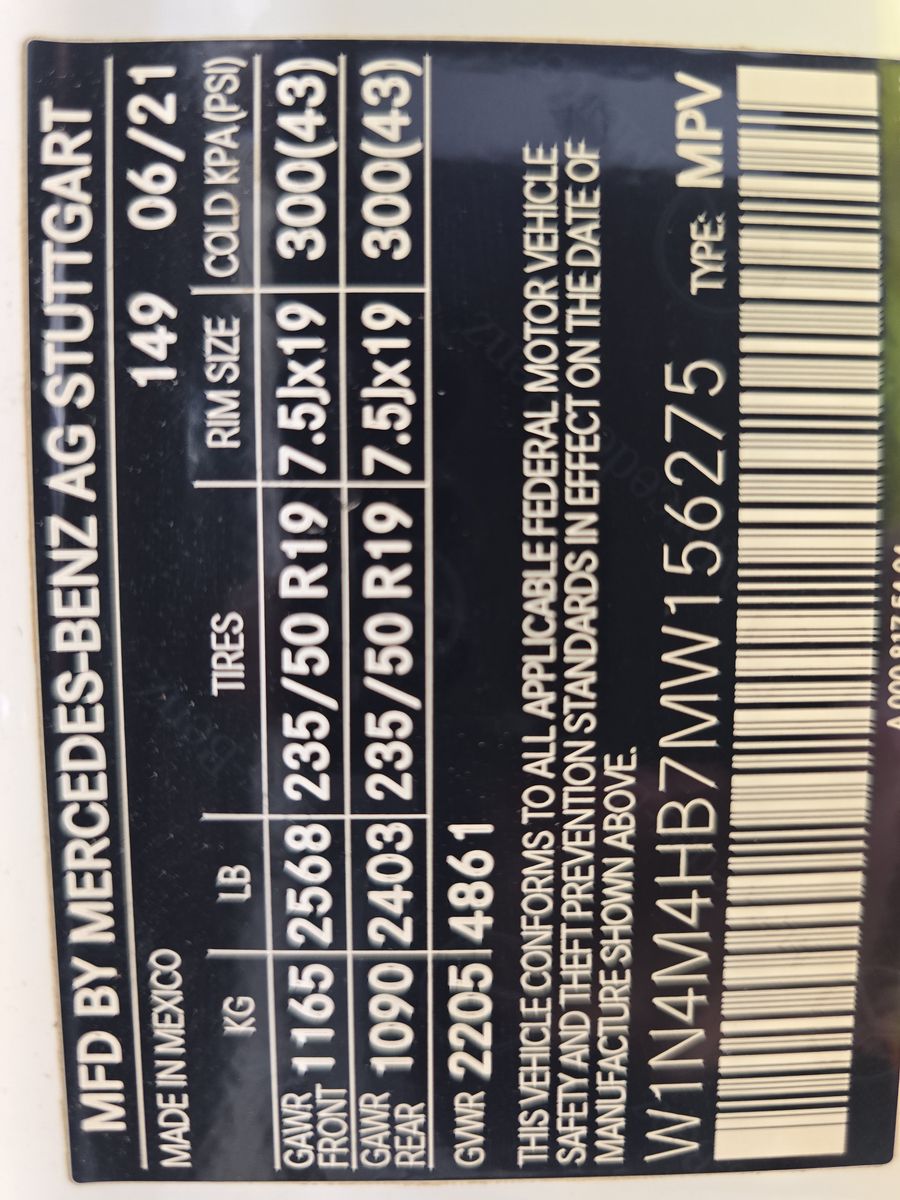 MFD BY MERCEDES-BENZ AG STUTTGART
MADE IN MEXICO 149 06/21
KG LB TIRES RIM SIZE COLD KPA (PSI)
GAWR FRONT 1165 2568 235/50 R19 7.5Jx19 300(43)
GAWR REAR 1090 2403 235/50 R19 7.5Jx19 300(43)
GVWR 2205 4861
THIS VEHICLE CONFORMS TO ALL APPLICABLE FEDERAL MOTOR VEHICLE
SAFETY AND THEFT PREVENTION STANDARDS IN EFFECT ON THE DATE OF
MANUFACTURE SHOWN ABOVE.
W1N4M4HB7MW156275 TYPE: MPV